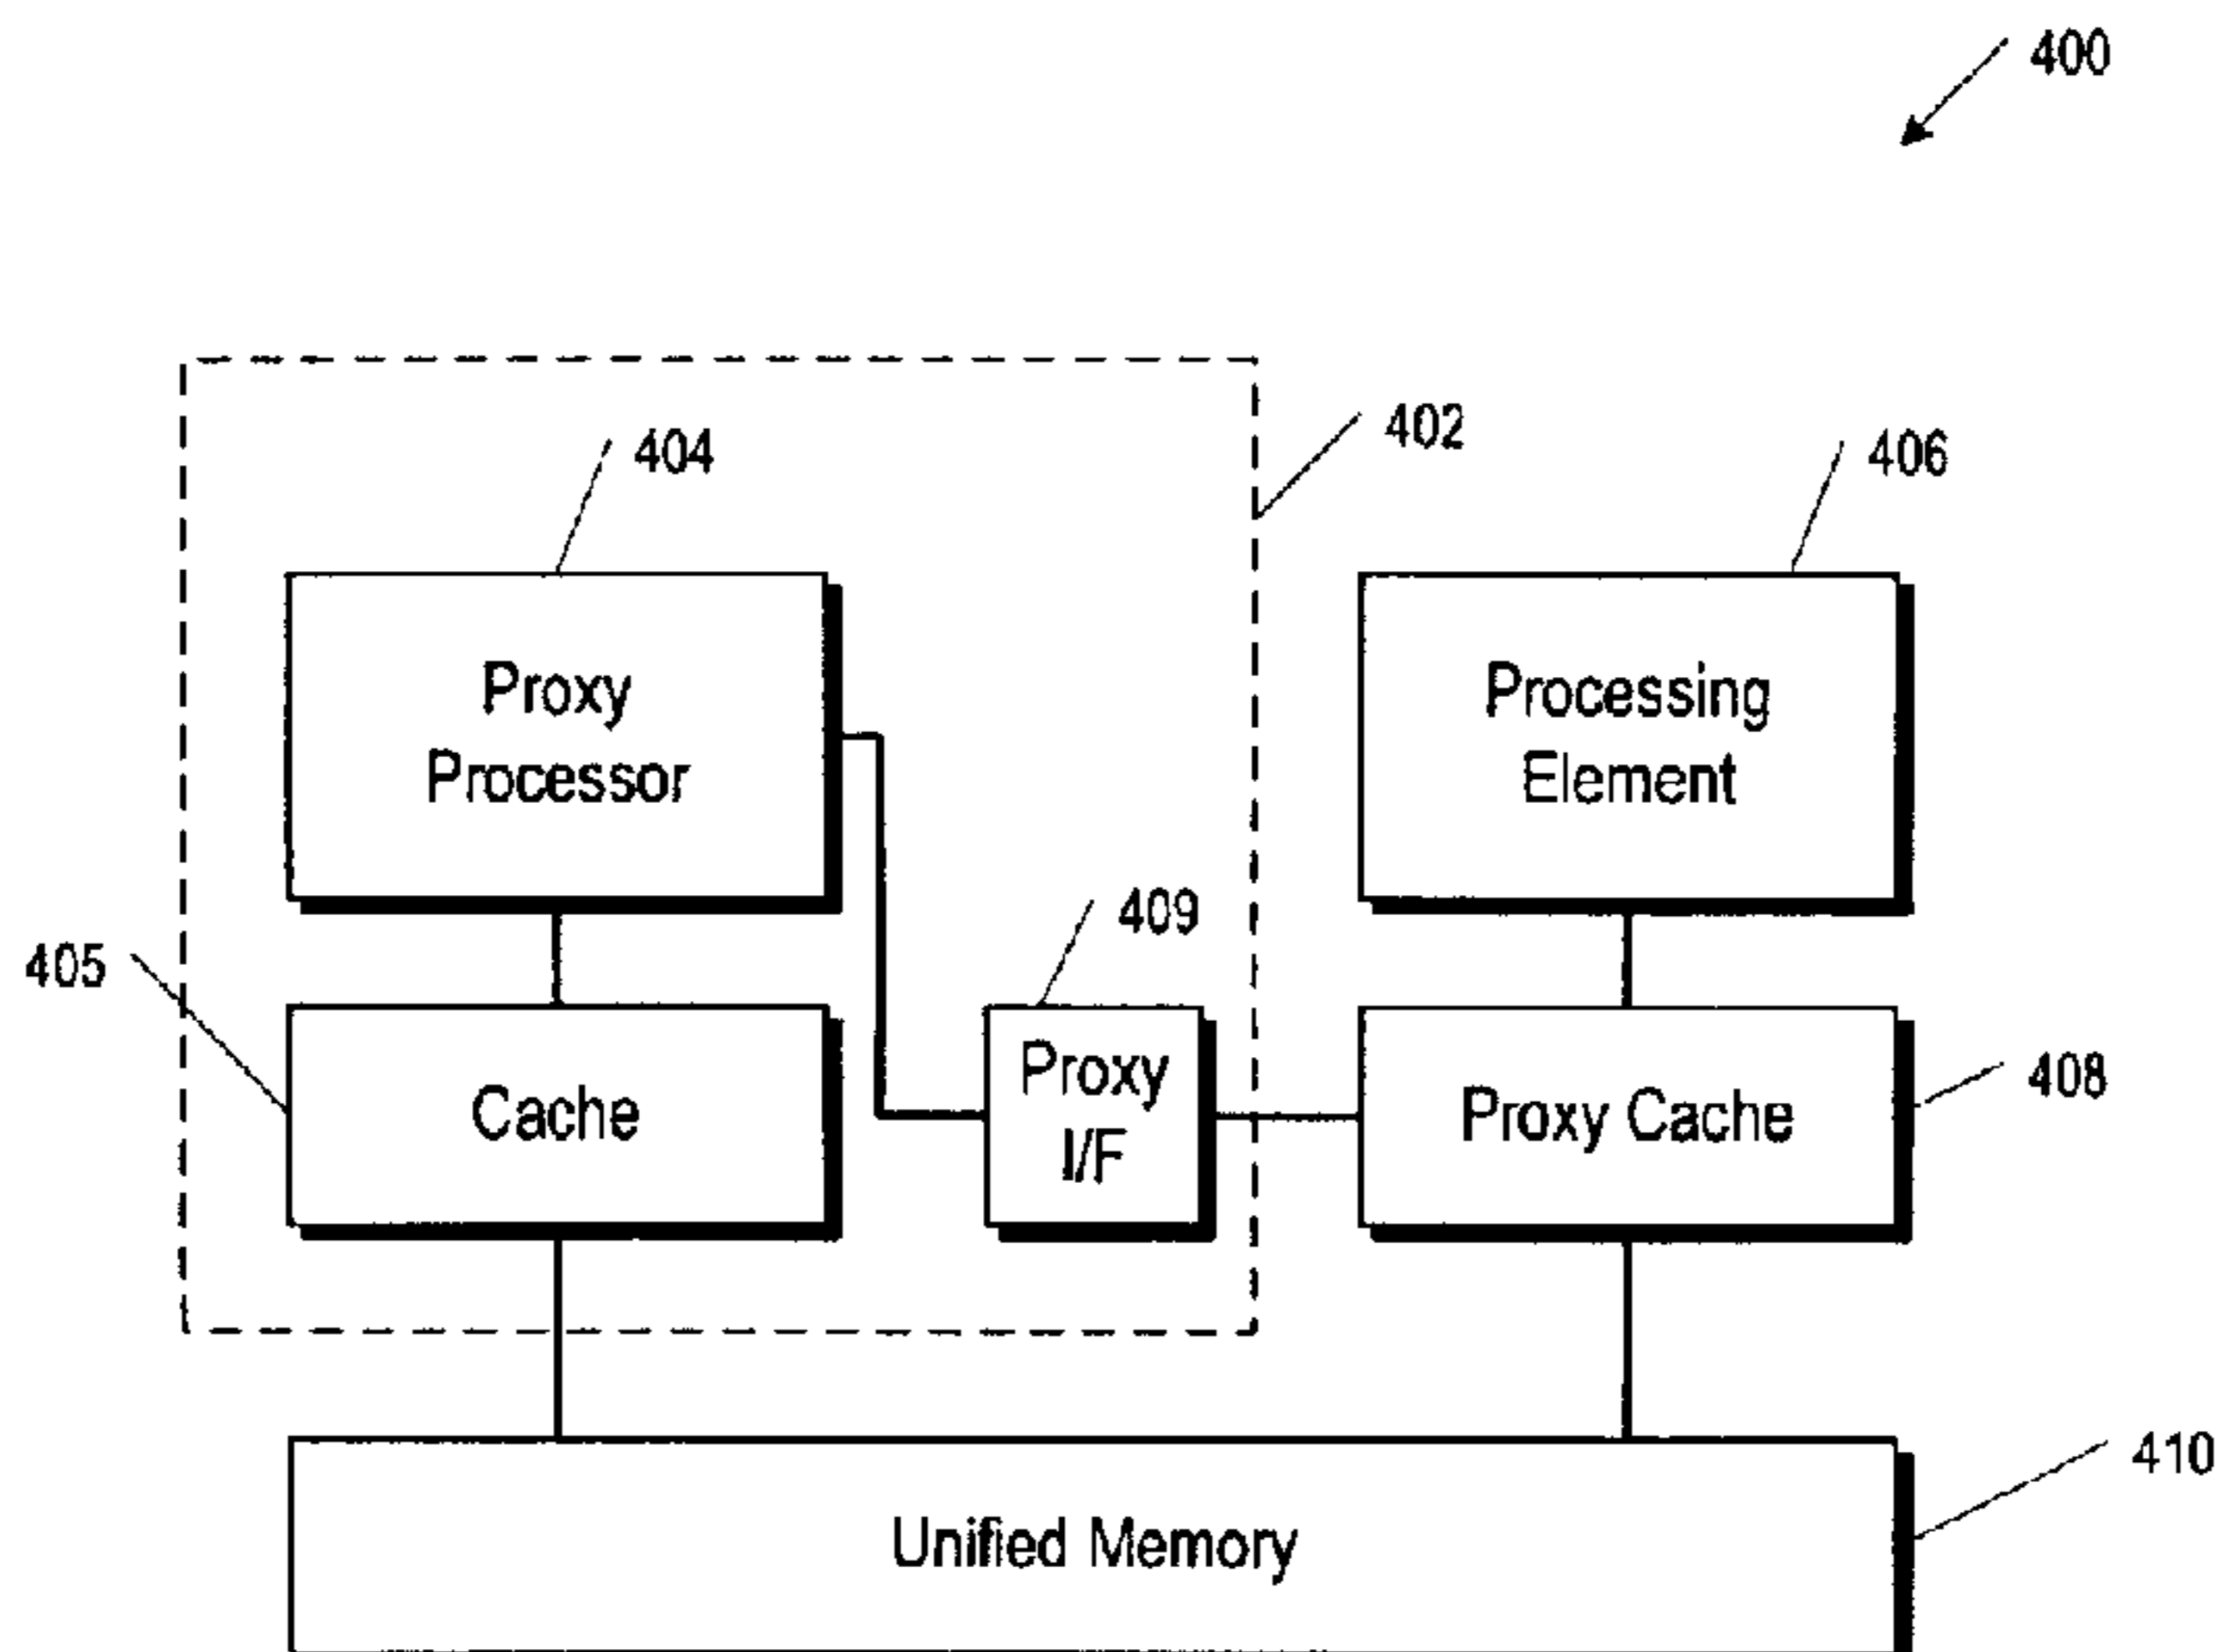 400
402
404
406
Proxy
Processor
Processing
Element
409
405
Proxy
I/F
Cache
Proxy Cache
408
410
Unified Memory